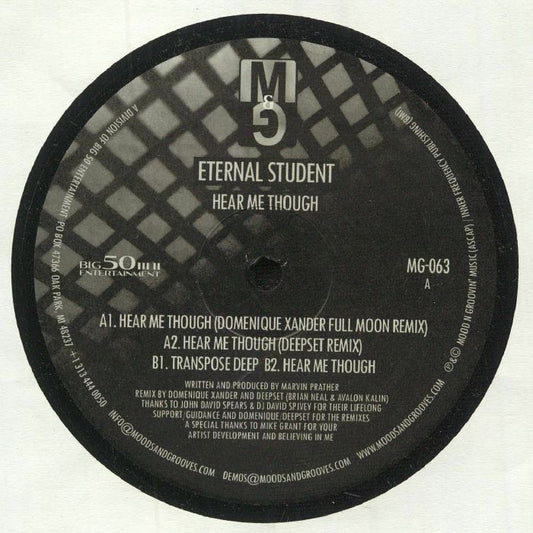 M
&
G
ETERNAL STUDENT
HEAR ME THOUGH
BIG 50
ENTERTAINMENT
MG-063
A
A1. HEAR ME THOUGH (DOMENIQUE XANDER FULL MOON REMIX)
A2. HEAR ME THOUGH (DEEPSET REMIX)
B1. TRANSPOSE DEEP B2. HEAR ME THOUGH
WRITTEN AND PRODUCED BY MARVIN PRATHER
REMIX BY DOMENIQUE XANDER AND DEEPSET (BRIAN NEAL & AVALON KALIN)
THANKS TO JOHN DAVID SPEARS & DJ DAVID SPIVEY FOR THEIR LIFELONG
SUPPORT/GUIDANCE AND DOMENIQUE/DEEPSET FOR THE REMIXES
A SPECIAL THANKS TO MIKE GRANT FOR YOUR
ARTIST DEVELOPMENT AND BELIEVING IN ME
A DIVISION OF BIG 50 ENTERTAINMENT PO BOX 47366 OAK PARK, MI 48237 / +1 313 444 0050
INFO@MOODSANDGROOVES.COM DEMOS@MOODSANDGROOVES.COM WWW.MOODSANDGROOVES.COM
℗&© MOOD N GROOVIN' MUSIC (ASCAP) / INNER FREQUENCY PUBLISHING (BMI)